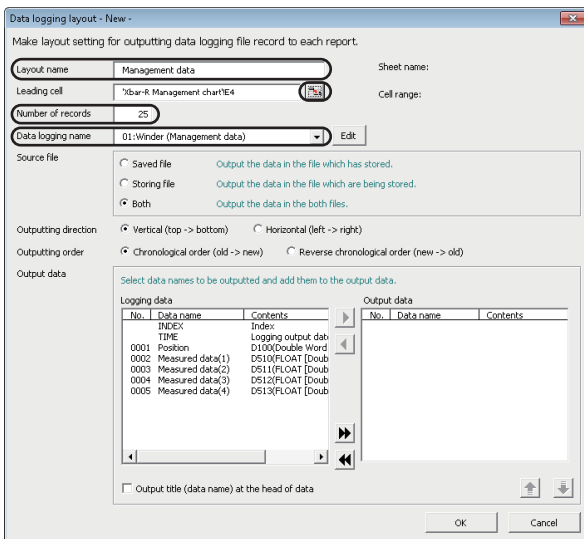 Data logging layout - New -
Make layout setting for outputting data logging file record to each report.
Layout name Management data Sheet name:
Leading cell 'Xbar-R Management chart'!E4 Cell range:
Number of records 25
Data logging name 01:Winder (Management data) Edit
Source file Saved file Output the data in the file which has stored.
Storing file Output the data in the file which are being stored.
Both Output the data in the both files.
Outputting direction Vertical (top -> bottom) Horizontal (left -> right)
Outputting order Chronological order (old -> new) Reverse chronological order (new -> old)
Output data Select data names to be outputted and add them to the output data.
Logging data Output data
No. Data name Contents No. Data name Contents
INDEX Index
TIME Logging output date
0001 Position D100(Double Word
0002 Measured data(1) D510(FLOAT [Doub
0003 Measured data(2) D511(FLOAT [Doub
0004 Measured data(3) D512(FLOAT [Doub
0005 Measured data(4) D513(FLOAT [Doub
Output title (data name) at the head of data
OK Cancel